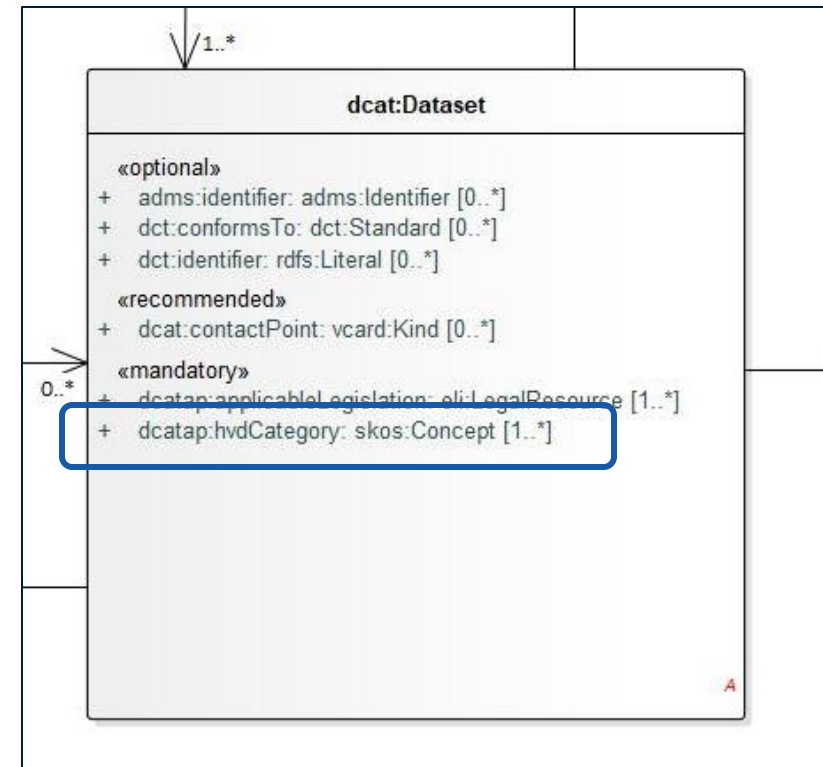 1..*
dcat:Dataset
«optional»
+ adms:identifier: adms:Identifier [0..*]
+ dct:conformsTo: dct:Standard [0..*]
+ dct:identifier: rdfs:Literal [0..*]
«recommended»
+ dcat:contactPoint: vcard:Kind [0..*]
«mandatory»
0..*
+ dcatap:applicableLegislation: eli:LegalResource [1..*]
+ dcatap:hvdCategory: skos:Concept [1..*]
A